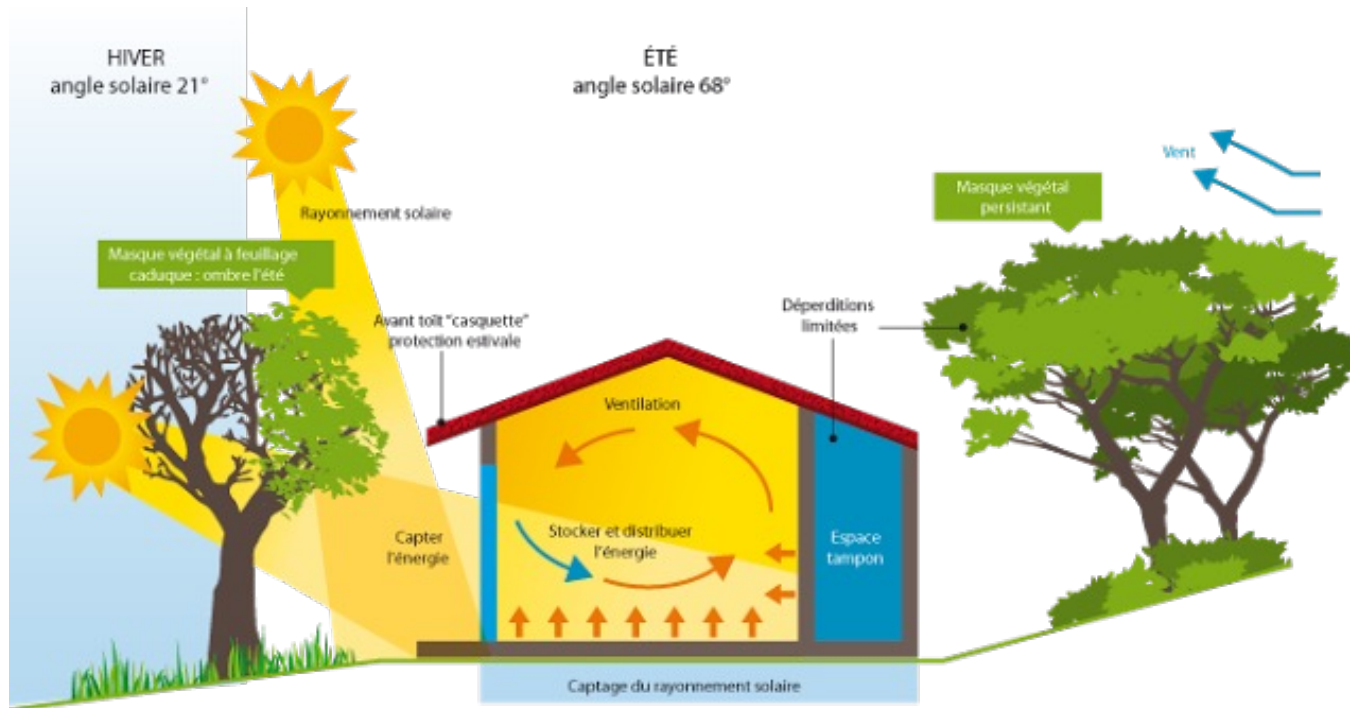 HIVER
angle solaire 21°
ÉTÉ
angle solaire 68°
Vent
Masque végétal
persistant
Rayonnement solaire
Masque végétal à feuillage
caduque : ombre l'été
Avant toît "casquette"
protection estivale
Déperditions
limitées
Ventilation
Capter
l'énergie
Stocker et distribuer
l'énergie
Espace
tampon
Captage du rayonnement solaire